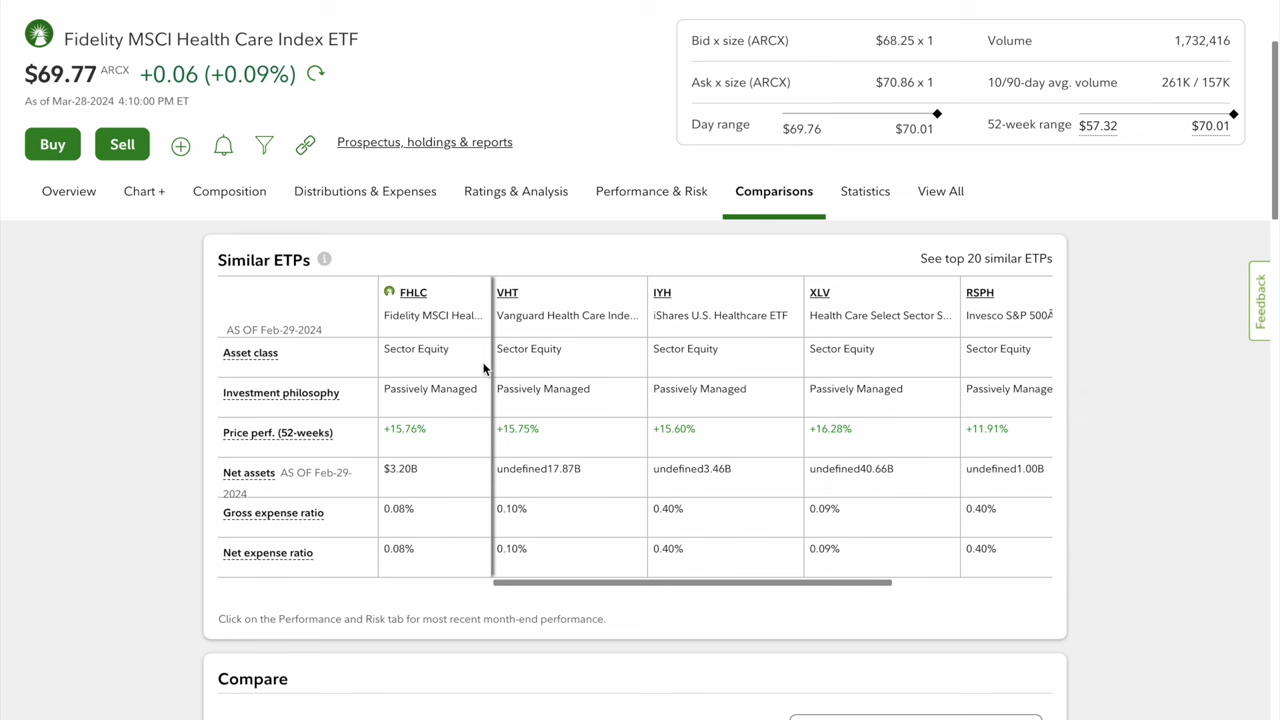 Fidelity MSCI Health Care Index ETF
$69.77 ARCX +0.06 (+0.09%)
As of Mar-28-2024 4:10:00 PM ET
Buy Sell Prospectus, holdings & reports
Bid x size (ARCX) $68.25 x 1 Volume 1,732,416
Ask x size (ARCX) $70.86 x 1 10/90-day avg. volume 261K / 157K
Day range $69.76 $70.01 52-week range $57.32 $70.01
Overview Chart + Composition Distributions & Expenses Ratings & Analysis Performance & Risk Comparisons Statistics View All
Similar ETPs i See top 20 similar ETPs
FHLC VHT IYH XLV RSPH
AS OF Feb-29-2024 Fidelity MSCI Heal... Vanguard Health Care Inde... iShares U.S. Healthcare ETF Health Care Select Sector S... Invesco S&P 500Â
Asset class Sector Equity Sector Equity Sector Equity Sector Equity Sector Equity
Investment philosophy Passively Managed Passively Managed Passively Managed Passively Managed Passively Manage
Price perf. (52-weeks) +15.76% +15.75% +15.60% +16.28% +11.91%
Net assets AS OF Feb-29- $3.20B undefined17.87B undefined3.46B undefined40.66B undefined1.00B
2024
Gross expense ratio 0.08% 0.10% 0.40% 0.09% 0.40%
Net expense ratio 0.08% 0.10% 0.40% 0.09% 0.40%
Click on the Performance and Risk tab for most recent month-end performance.
Compare
Feedback